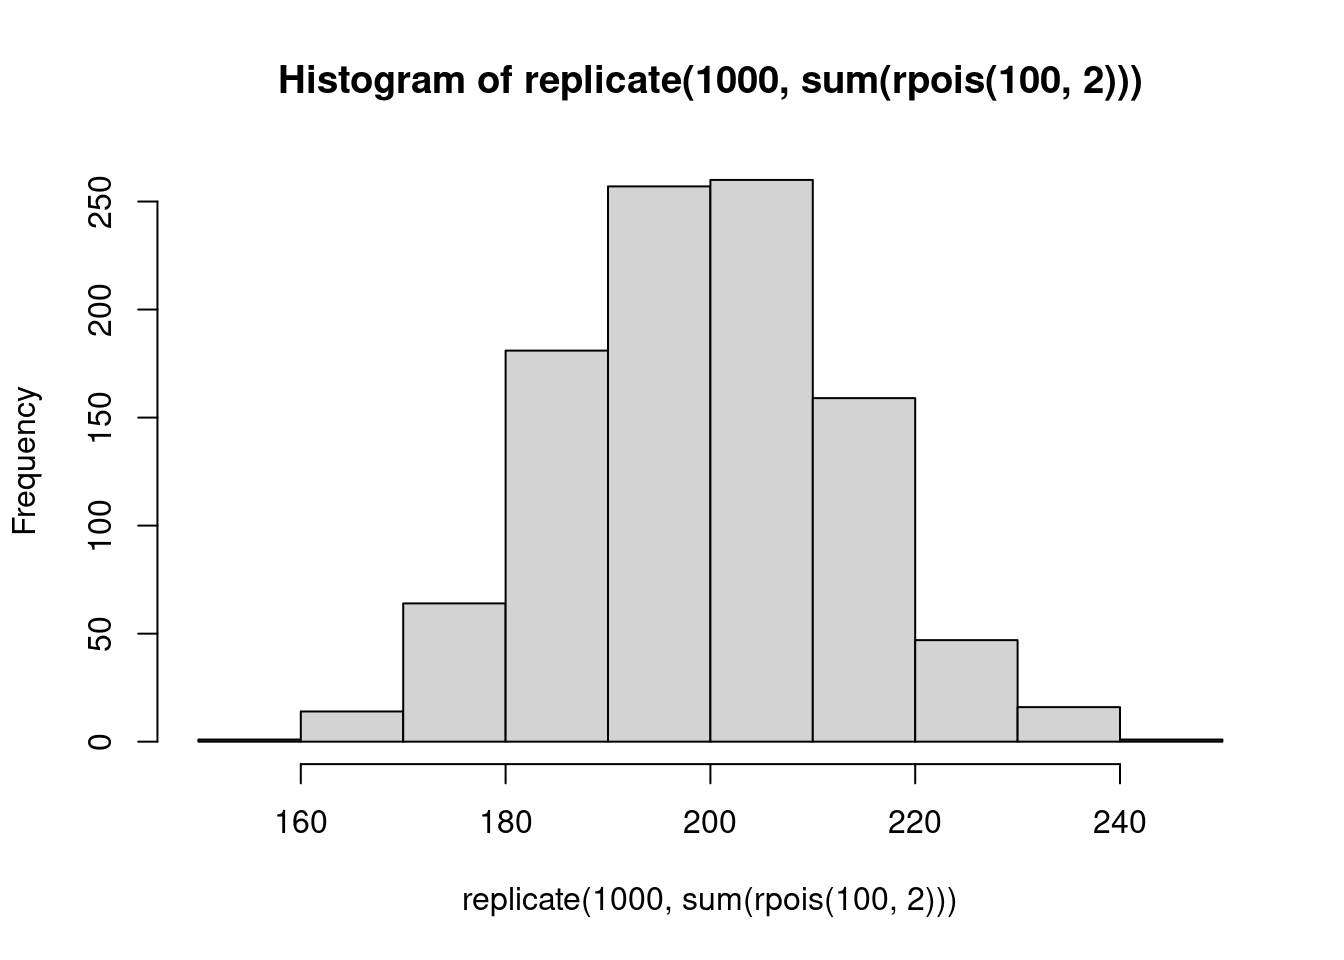 Histogram of replicate(1000, sum(rpois(100, 2)))
Frequency
250
200
150
100
50
0
160 180 200 220 240
replicate(1000, sum(rpois(100, 2)))